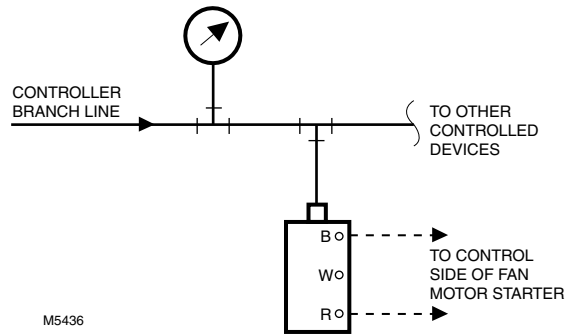 CONTROLLER
BRANCH LINE
TO OTHER
CONTROLLED
DEVICES
B
W
R
TO CONTROL
SIDE OF FAN
MOTOR STARTER
M5436